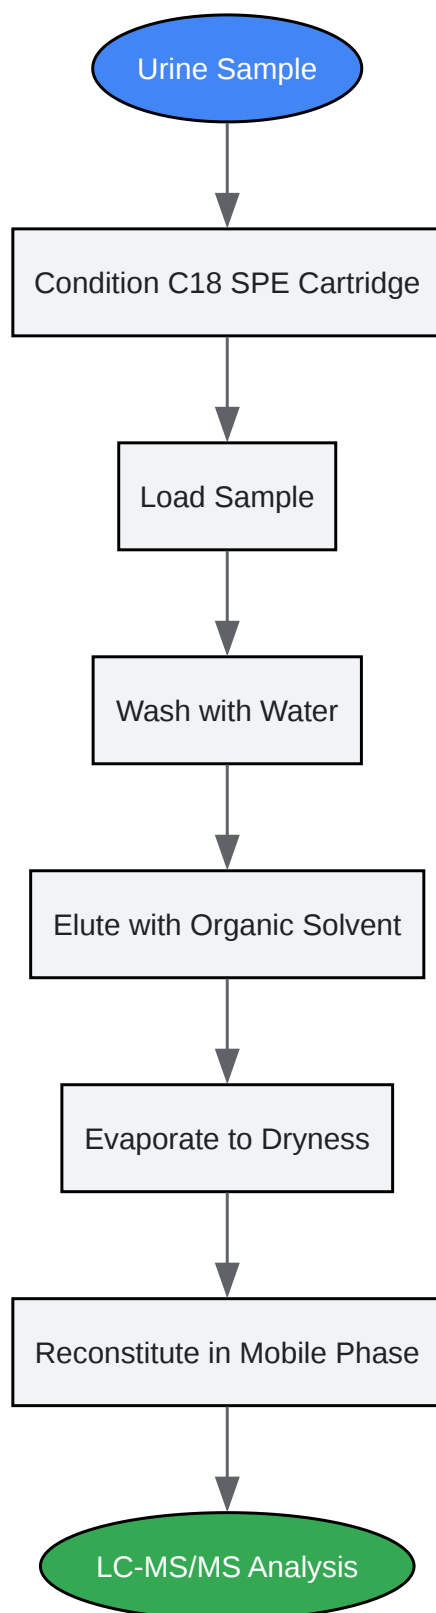 Urine Sample
Condition C18 SPE Cartridge
Load Sample
Wash with Water
Elute with Organic Solvent
Evaporate to Dryness
Reconstitute in Mobile Phase
LC-MS/MS Analysis